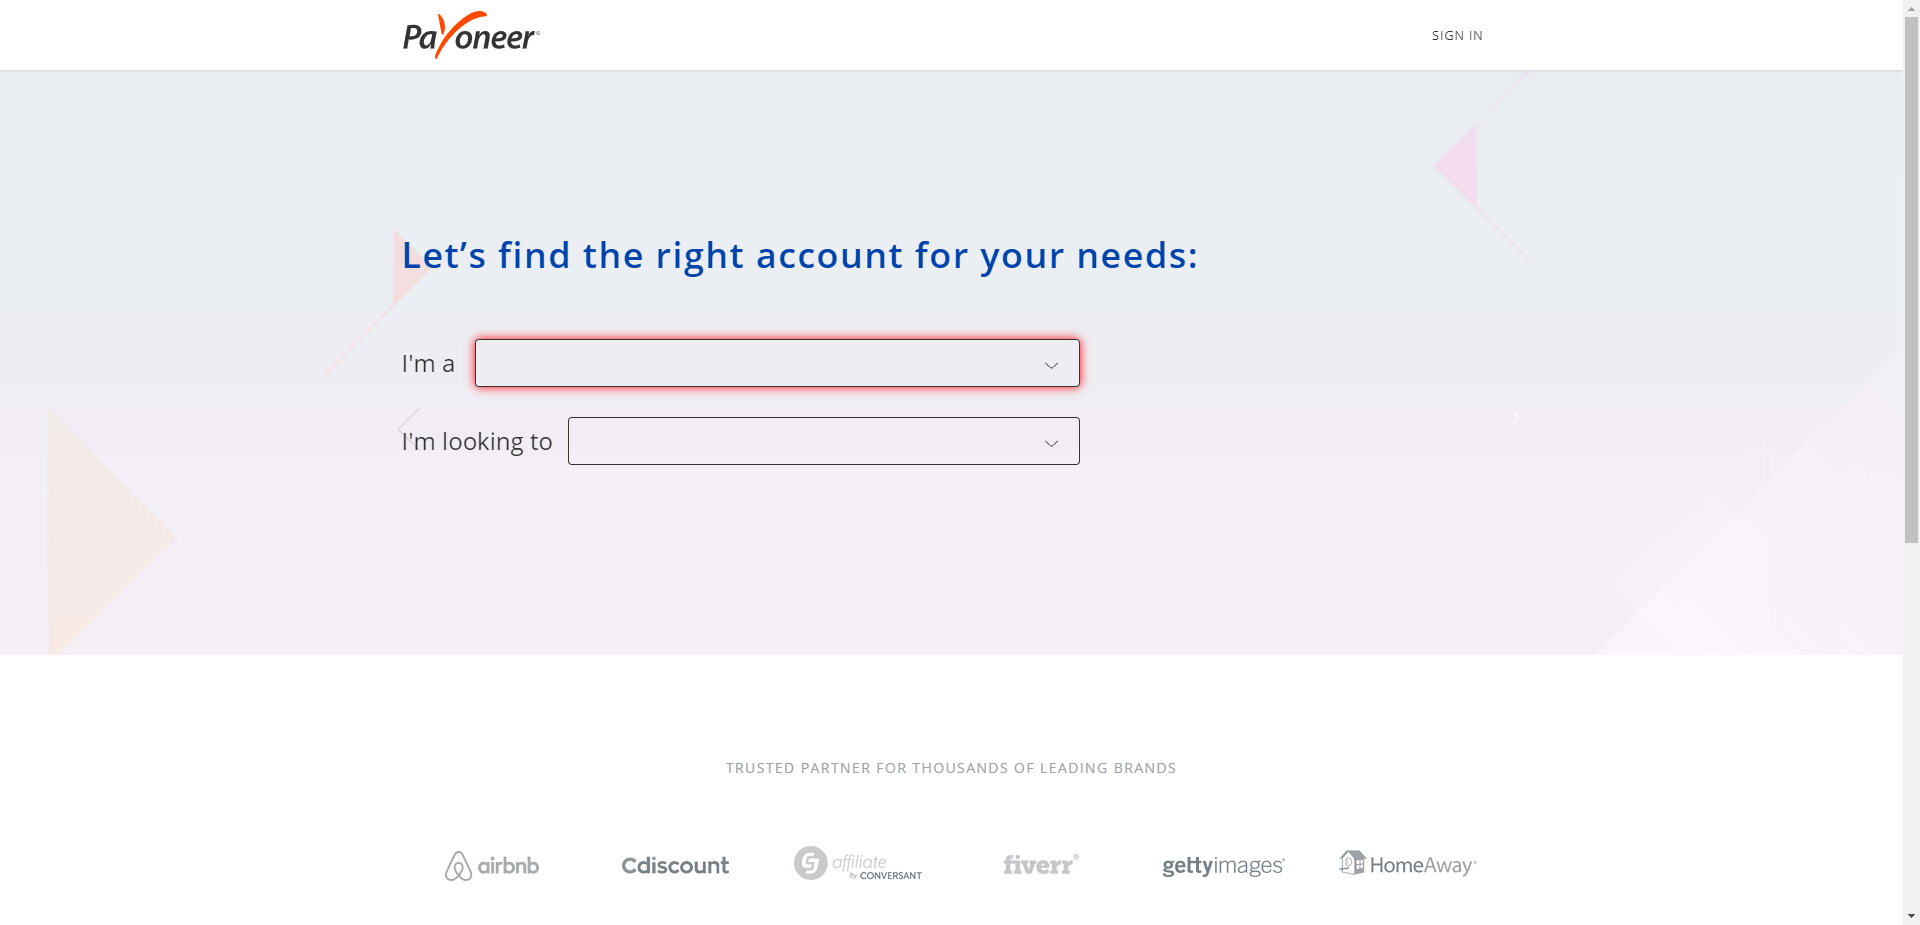 Payoneer®
SIGN IN
Let’s find the right account for your needs:
I'm a
I'm looking to
TRUSTED PARTNER FOR THOUSANDS OF LEADING BRANDS
airbnb
Cdiscount
affiliate
by CONVERSANT
fiverr®
gettyimages®
HomeAway®